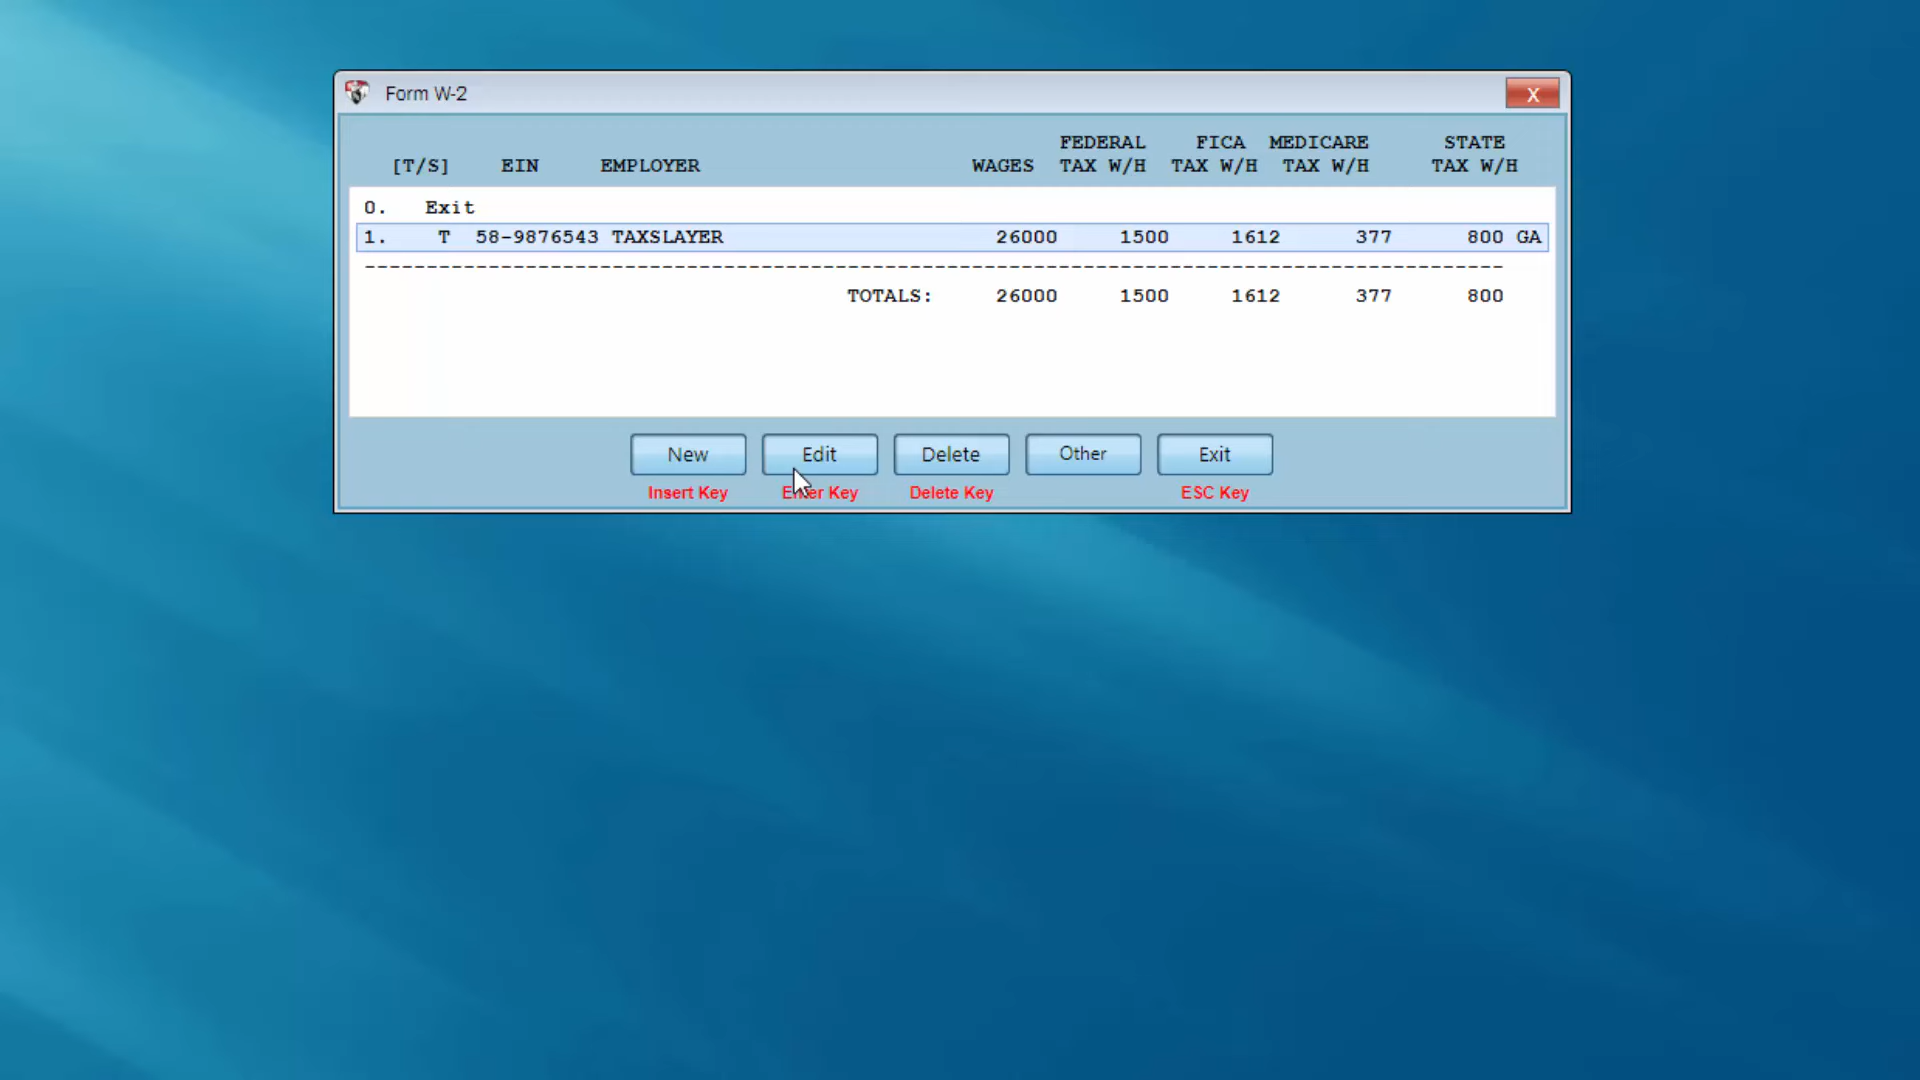 Form W-2
X
FEDERAL FICA MEDICARE STATE
[T/S] EIN EMPLOYER WAGES TAX W/H TAX W/H TAX W/H TAX W/H
0. Exit
1. T 58-9876543 TAXSLAYER 26000 1500 1612 377 800 GA
--------------------------------------------------------------------------------------------
TOTALS: 26000 1500 1612 377 800
New Edit Delete Other Exit
Insert Key Enter Key Delete Key ESC Key